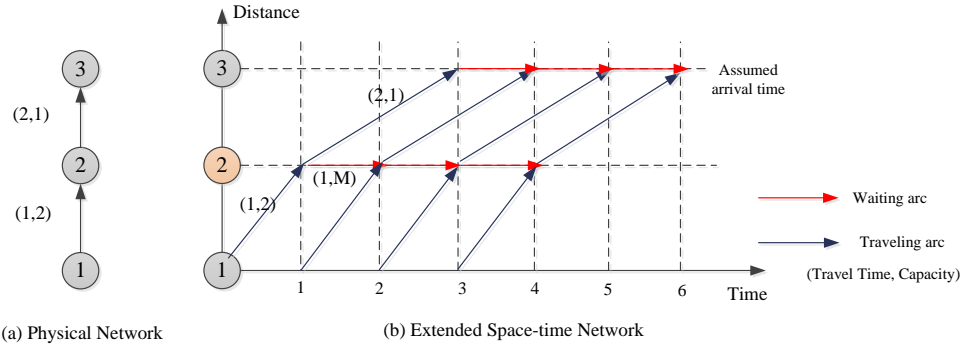 Distance
3
3
(2,1)
(2,1)
Assumed
arrival time
2
2
(1,M)
(1,2)
(1,2)
Waiting arc
Traveling arc
1
1
(Travel Time, Capacity)
1 2 3 4 5 6
Time
(a) Physical Network
(b) Extended Space-time Network